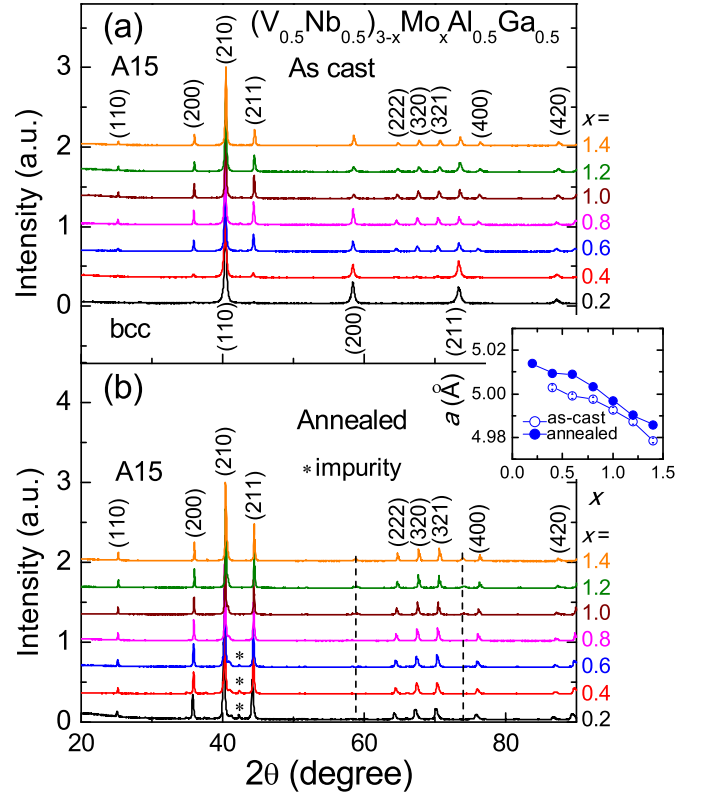 (a) (V0.5Nb0.5)3-xMoxAl0.5Ga0.5
A15 As cast
(110) (200) (210) (211) (222) (320) (321) (400) (420)
x =
1.4
1.2
1.0
0.8
0.6
0.4
0.2
3
2
1
0
Intensity (a.u.)
bcc
(110) (200) (211)
(b) Annealed
A15 *impurity
(110) (200) (210) (211) (222) (320) (321) (400) (420)
x =
1.4
1.2
1.0
0.8
0.6
0.4
0.2
*
*
*
4
3
2
1
0
Intensity (a.u.)
20 40 60 80
2θ (degree)
5.02
5.00
4.98
a (Å)
as-cast
annealed
0.0 0.5 1.0 1.5
x